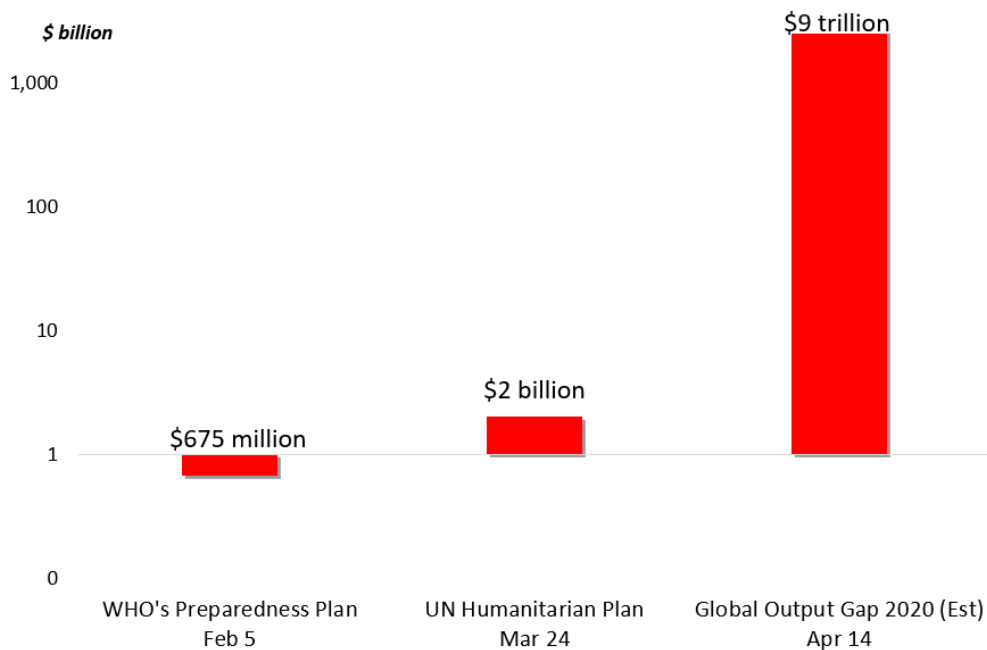 $ billion
$9 trillion
1,000
100
10
$2 billion
$675 million
1
0
WHO's Preparedness Plan
Feb 5
UN Humanitarian Plan
Mar 24
Global Output Gap 2020 (Est)
Apr 14